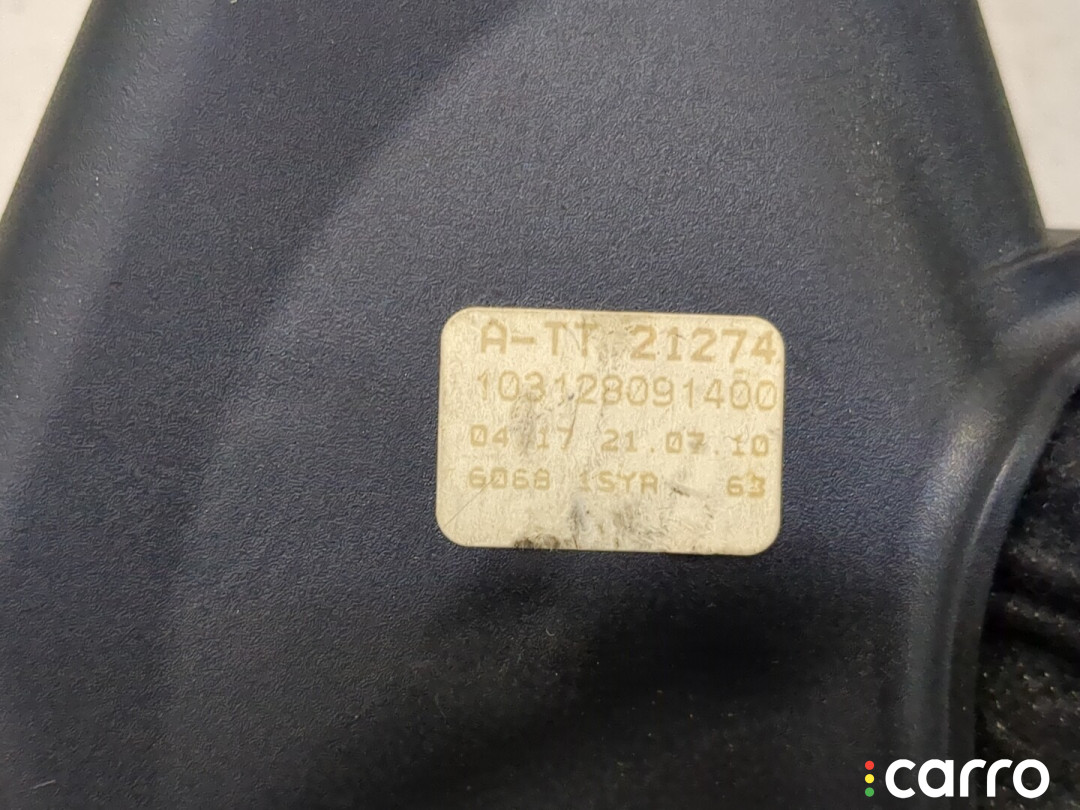 A-TT 21274
103128091400
04 17 21.07.10
6068 ISYR 63
carro